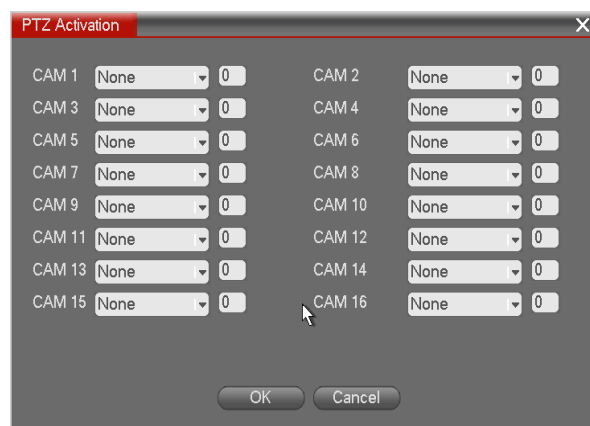 PTZ Activation X
CAM 1 None 0 CAM 2 None 0
CAM 3 None 0 CAM 4 None 0
CAM 5 None 0 CAM 6 None 0
CAM 7 None 0 CAM 8 None 0
CAM 9 None 0 CAM 10 None 0
CAM 11 None 0 CAM 12 None 0
CAM 13 None 0 CAM 14 None 0
CAM 15 None 0 CAM 16 None 0
OK Cancel